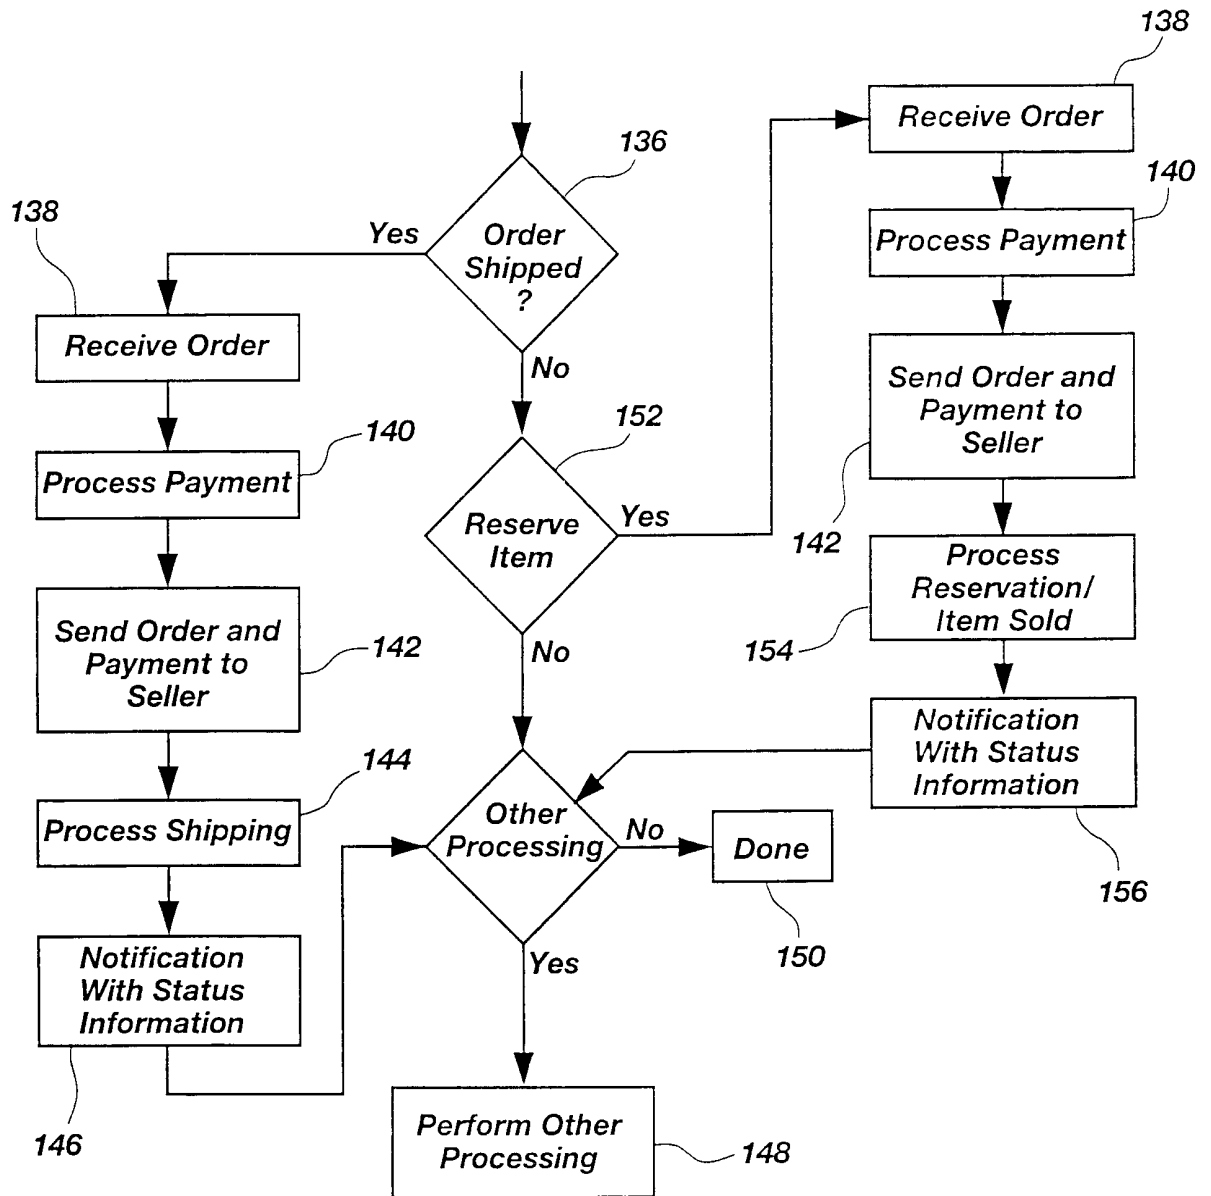 138
Receive Order
136
140
138
Yes
Order
Shipped
?
Process Payment
Receive Order
No
Send Order and
Payment to
Seller
152
140
Process Payment
Reserve
Item
Yes
142
Process
Reservation/
Item Sold
154
Send Order and
Payment to
Seller
142
No
Notification
With Status
Information
144
Process Shipping
Other
Processing
No
Done
156
150
Yes
Notification
With Status
Information
146
Perform Other
Processing
148